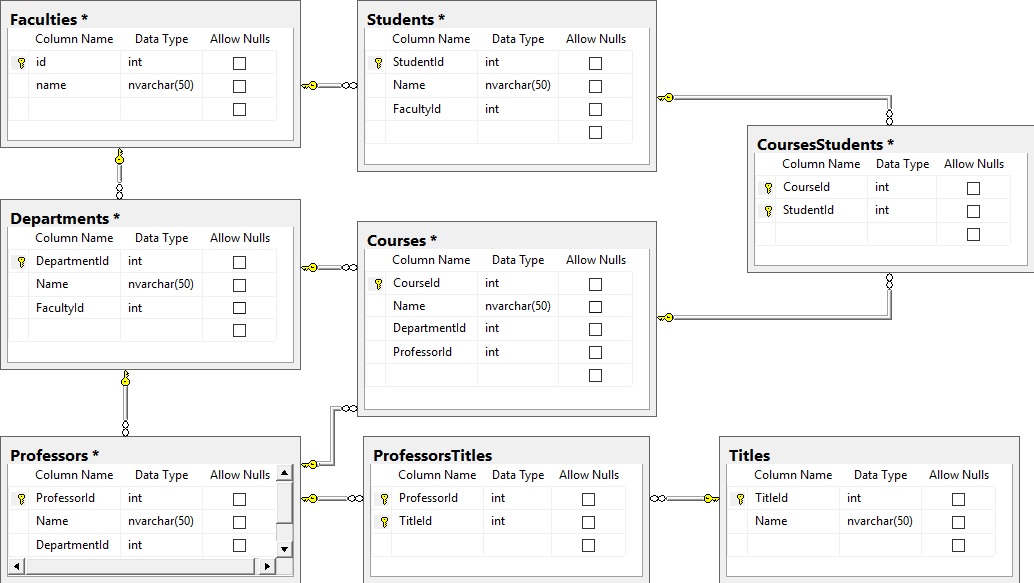 Faculties *
Column Name Data Type Allow Nulls
id int
name nvarchar(50)
Students *
Column Name Data Type Allow Nulls
StudentId int
Name nvarchar(50)
FacultyId int
CoursesStudents *
Column Name Data Type Allow Nulls
CourseId int
StudentId int
Departments *
Column Name Data Type Allow Nulls
DepartmentId int
Name nvarchar(50)
FacultyId int
Courses *
Column Name Data Type Allow Nulls
CourseId int
Name nvarchar(50)
DepartmentId int
ProfessorId int
Professors *
Column Name Data Type Allow Nulls
ProfessorId int
Name nvarchar(50)
DepartmentId int
ProfessorsTitles
Column Name Data Type Allow Nulls
ProfessorId int
TitleId int
Titles
Column Name Data Type Allow Nulls
TitleId int
Name nvarchar(50)